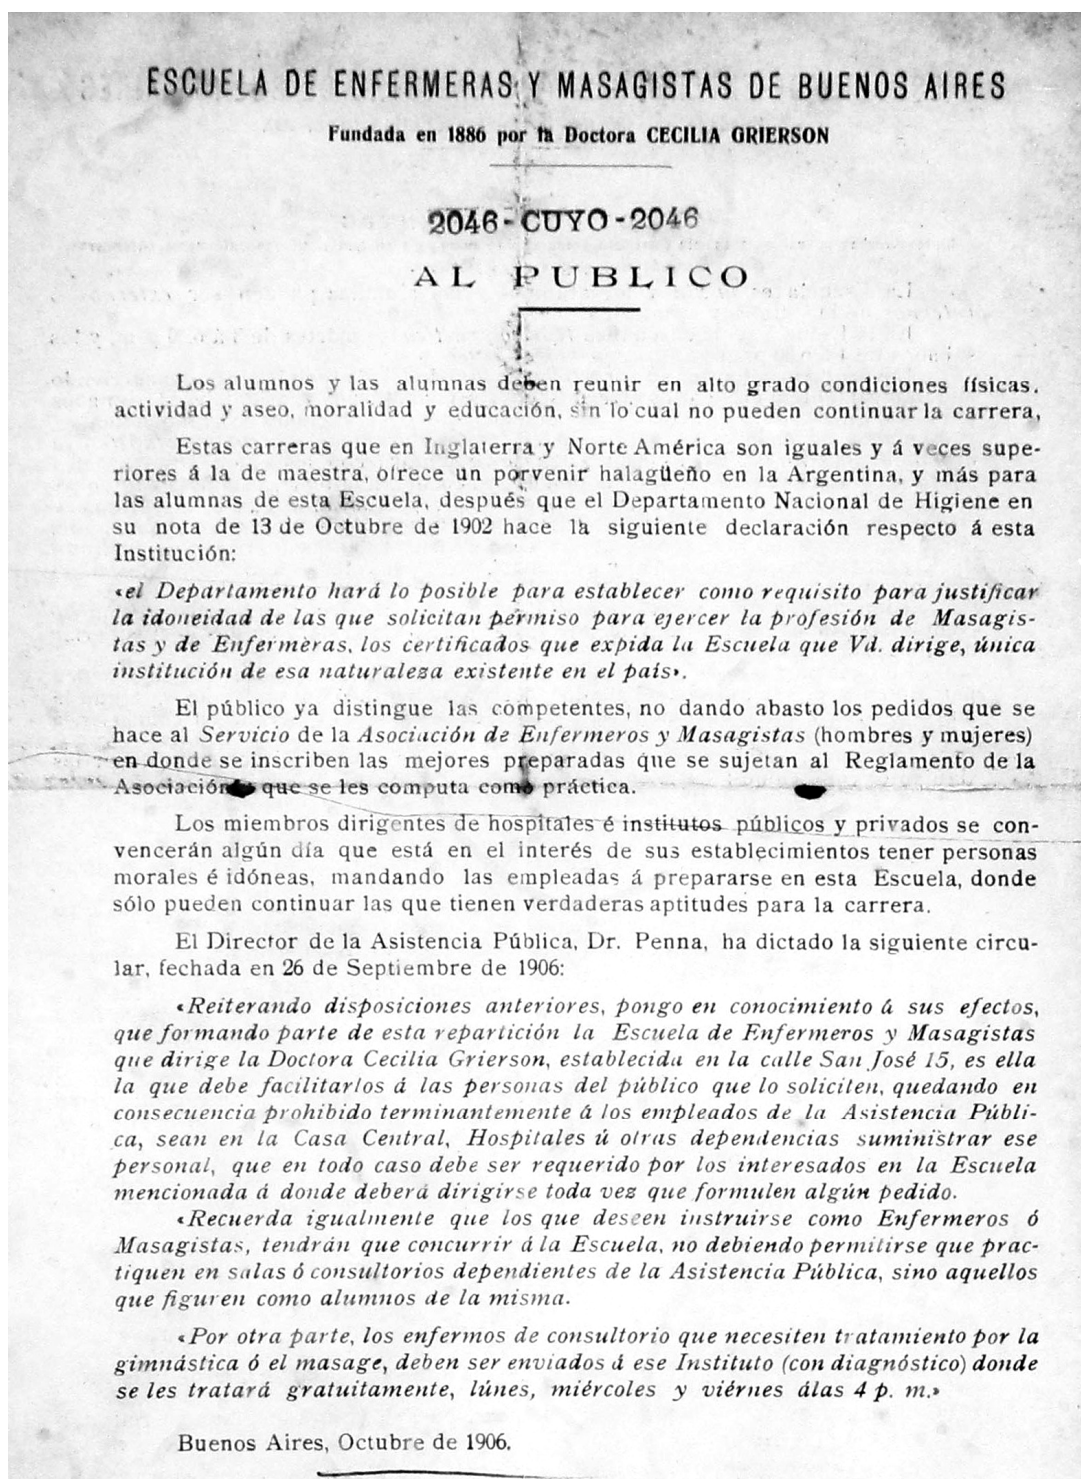 ESCUELA DE ENFERMERAS Y MASAGISTAS DE BUENOS AIRES
Fundada en 1886 por la Doctora CECILIA GRIERSON
2046-CUYO-2046
AL PUBLICO
Los alumnos y las alumnas deben reunir en alto grado condiciones físicas,
actividad y aseo, moralidad y educación, sin lo cual no pueden continuar la carrera,
Estas carreras que en Inglaterra y Norte América son iguales y á veces supe-
riores á la de maestra, ofrece un porvenir halagüeño en la Argentina, y más para
las alumnas de esta Escuela, después que el Departamento Nacional de Higiene en
su nota de 13 de Octubre de 1902 hace la siguiente declaración respecto á esta
Institución:
«el Departamento hará lo posible para establecer como requisito para justificar
la idoneidad de las que solicitan permiso para ejercer la profesión de Masagis-
tas y de Enfermeras, los certificados que expida la Escuela que Vd. dirige, única
institución de esa naturaleza existente en el país».
El público ya distingue las competentes, no dando abasto los pedidos que se
hace al Servicio de la Asociación de Enfermeros y Masagistas (hombres y mujeres)
en donde se inscriben las mejores preparadas que se sujetan al Reglamento de la
Asociación que se les computa como práctica.
Los miembros dirigentes de hospitales é institutos públicos y privados se con-
vencerán algún día que está en el interés de sus establecimientos tener personas
morales é idóneas, mandando las empleadas á prepararse en esta Escuela, donde
sólo pueden continuar las que tienen verdaderas aptitudes para la carrera.
El Director de la Asistencia Pública, Dr. Penna, ha dictado la siguiente circu-
lar, fechada en 26 de Septiembre de 1906:
«Reiterando disposiciones anteriores, pongo en conocimiento á sus efectos,
que formando parte de esta repartición la Escuela de Enfermeros y Masagistas
que dirige la Doctora Cecilia Grierson, establecida en la calle San José 15, es ella
la que debe facilitarlos á las personas del público que lo soliciten, quedando en
consecuencia prohibido terminantemente á los empleados de la Asistencia Públi-
ca, sean en la Casa Central, Hospitales ú otras dependencias suministrar ese
personal, que en todo caso debe ser requerido por los interesados en la Escuela
mencionada á donde deberá dirigirse toda vez que formulen algún pedido.
«Recuerda igualmente que los que deseen instruirse como Enfermeros ó
Masagistas, tendrán que concurrir á la Escuela, no debiendo permitirse que prac-
tiquen en salas ó consultorios dependientes de la Asistencia Pública, sino aquellos
que figuren como alumnos de la misma.
«Por otra parte, los enfermos de consultorio que necesiten tratamiento por la
gimnástica ó el masage, deben ser enviados á ese Instituto (con diagnóstico) donde
se les tratará gratuitamente, lúnes, miércoles y viérnes álas 4 p. m.»
Buenos Aires, Octubre de 1906.